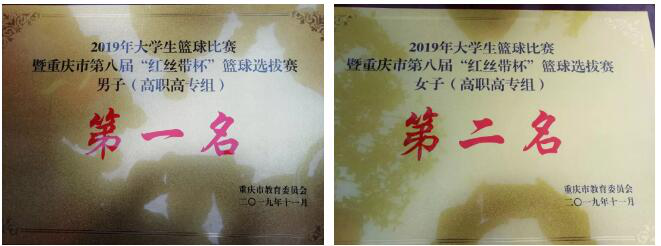 2019年大学生篮球比赛
暨重庆市第八届“红丝带杯”篮球选拔赛
男子（高职高专组）
第一名
重庆市教育委员会
二〇一九年十一月
2019年大学生篮球比赛
暨重庆市第八届“红丝带杯”篮球选拔赛
女子（高职高专组）
第二名
重庆市教育委员会
二〇一九年十一月